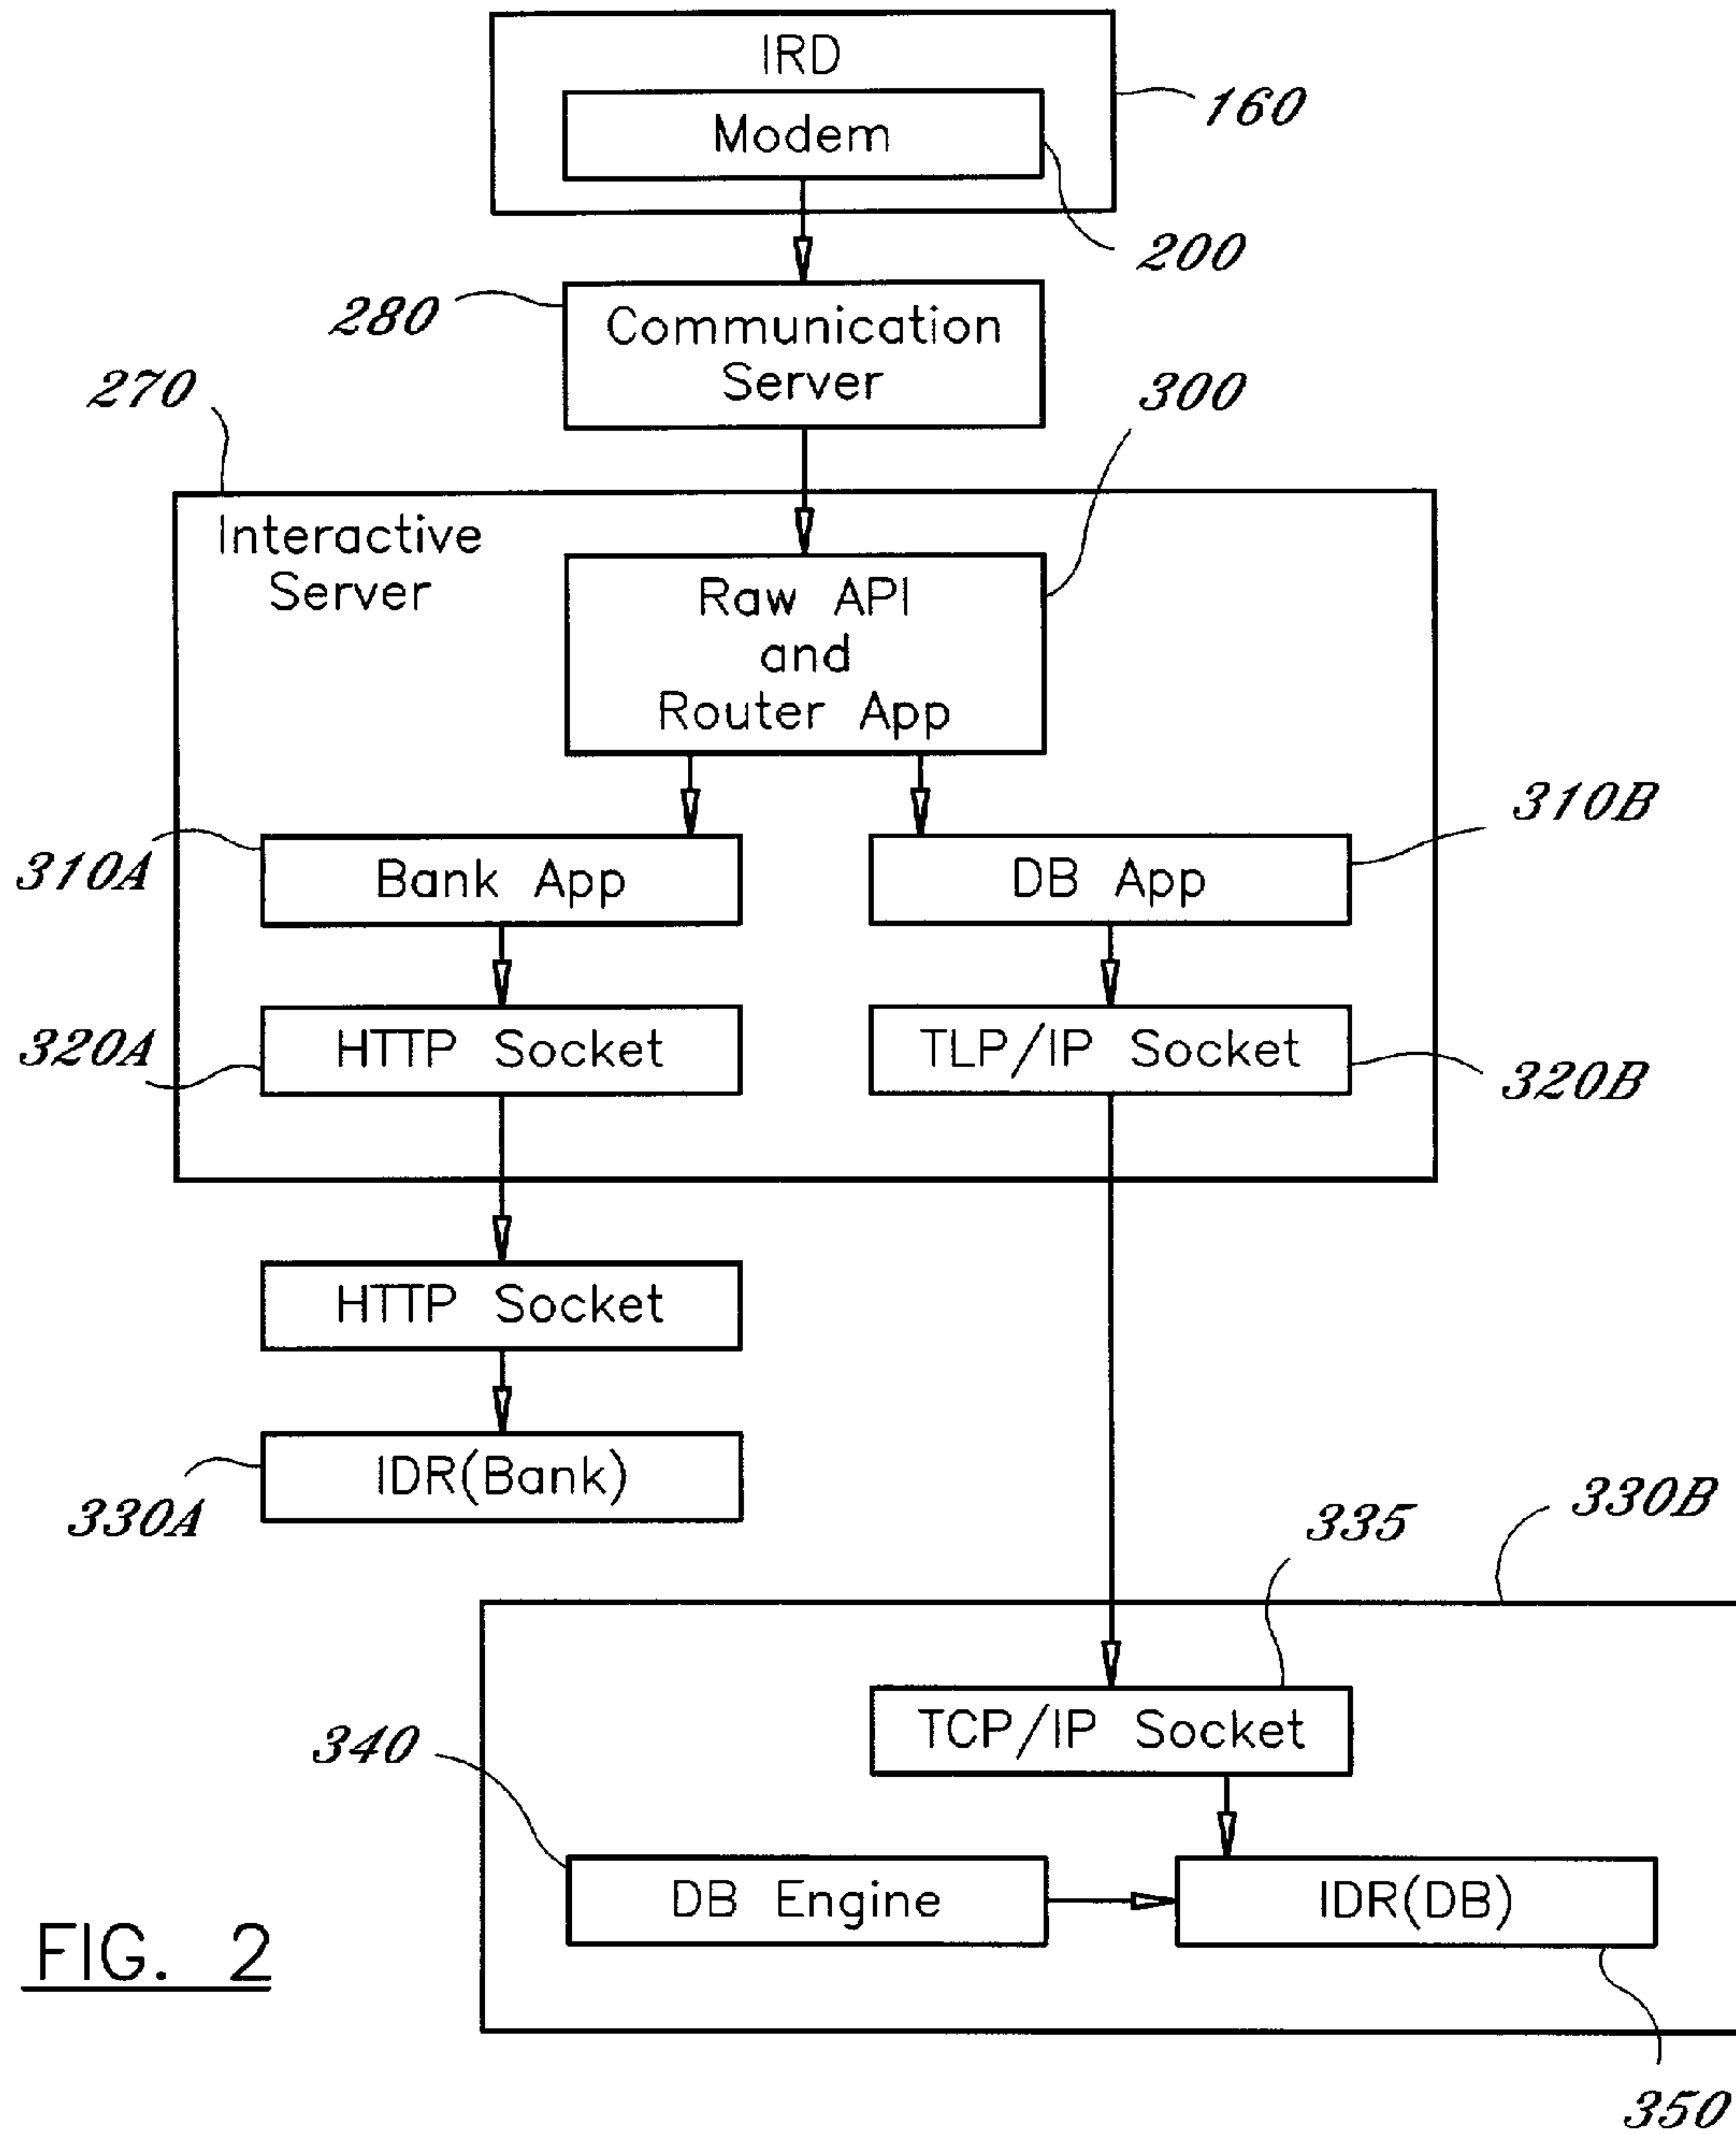 IRD
160
Modem
200
280
Communication
Server
270
300
Interactive
Server
Raw API
and
Router App
310B
310A
Bank App
DB App
320A
HTTP Socket
TLP/IP Socket
320B
HTTP Socket
IDR(Bank)
330A
330B
335
TCP/IP Socket
340
DB Engine
IDR(DB)
FIG. 2
350